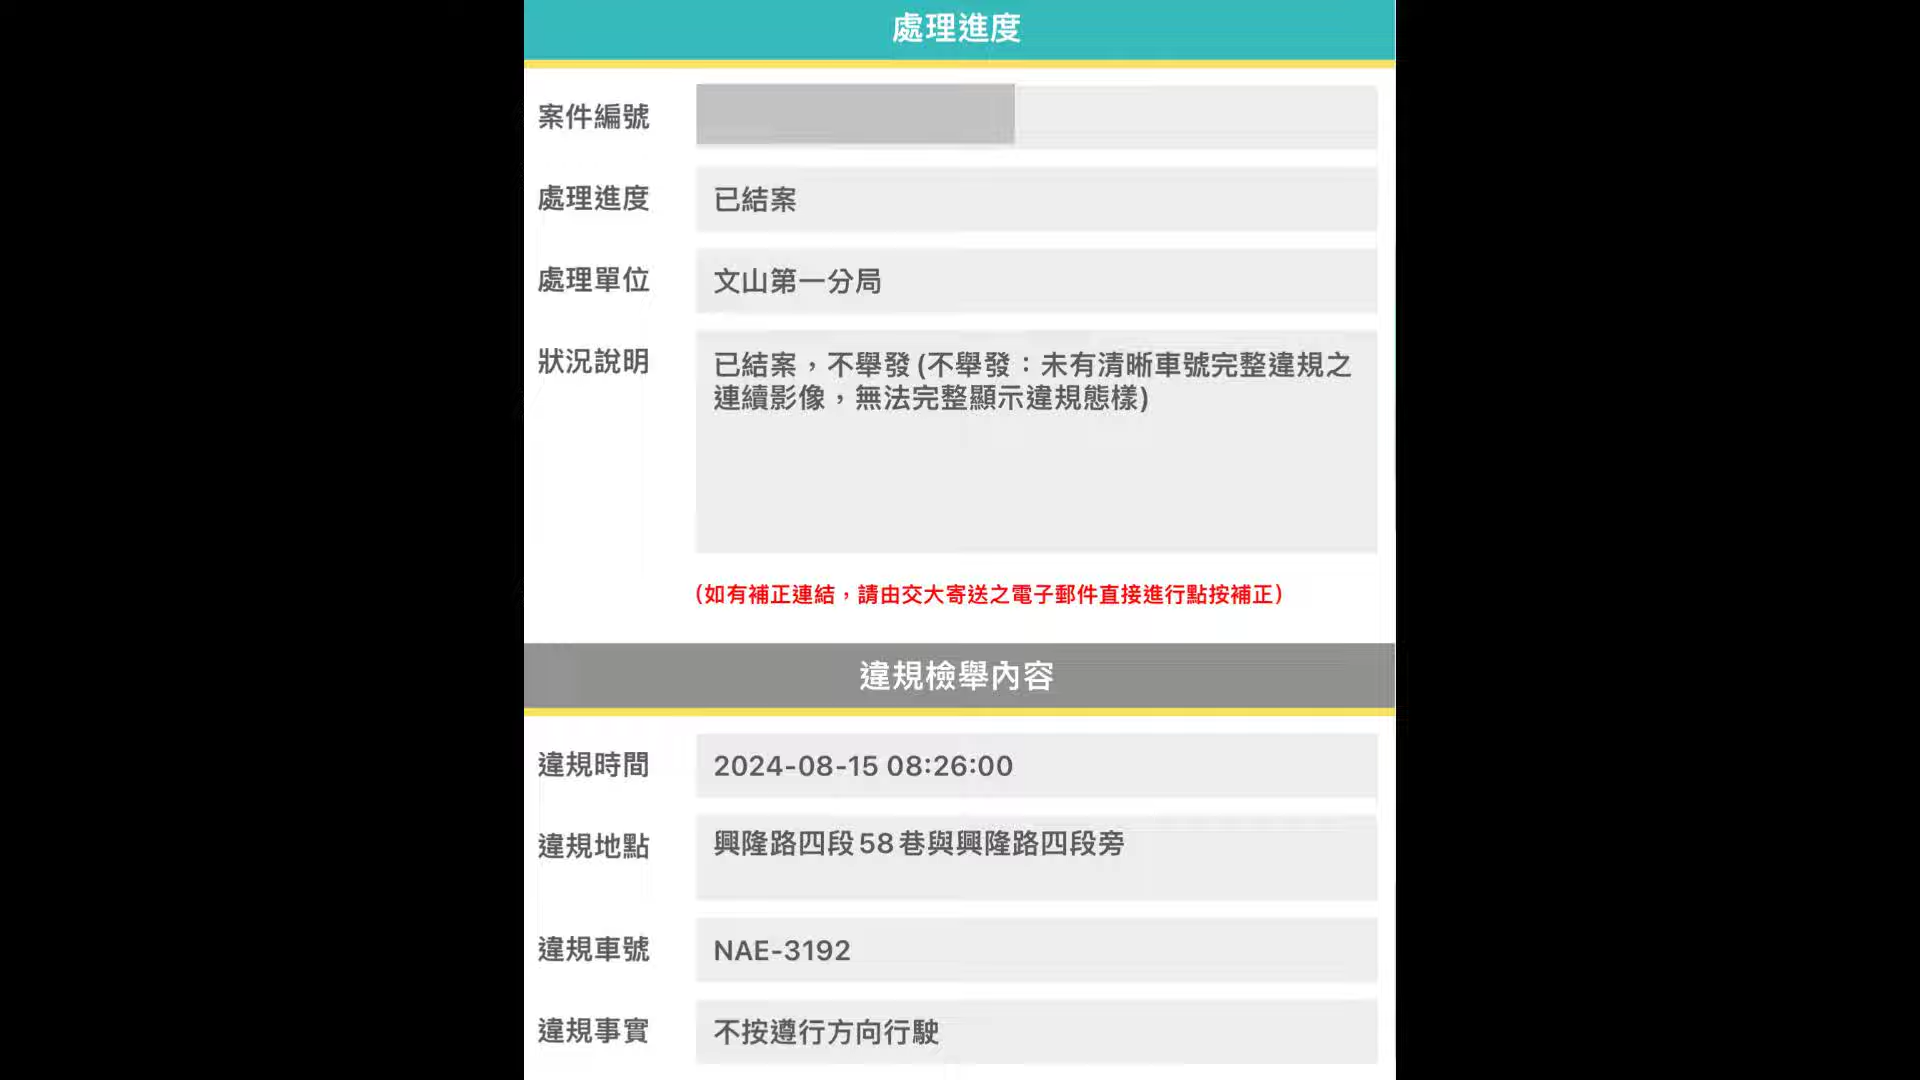 處理進度
案件編號
處理進度
已結案
處理單位
文山第一分局
狀況說明
已結案，不舉發 (不舉發：未有清晰車號完整違規之
連續影像，無法完整顯示違規態樣)
（如有補正連結，請由交大寄送之電子郵件直接進行點按補正）
違規檢舉內容
違規時間
2024-08-15 08:26:00
違規地點
興隆路四段58巷與興隆路四段旁
違規車號
NAE-3192
違規事實
不按遵行方向行駛